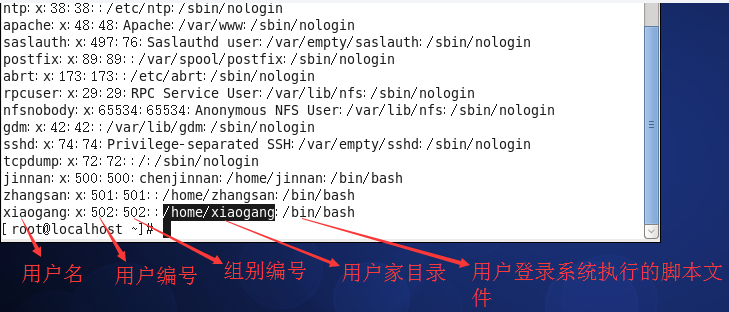 ntp:x:38:38::/etc/ntp:/sbin/nologin
apache:x:48:48:Apache:/var/www:/sbin/nologin
saslauth:x:497:76:Saslauthd user:/var/empty/saslauth:/sbin/nologin
postfix:x:89:89::/var/spool/postfix:/sbin/nologin
abrt:x:173:173::/etc/abrt:/sbin/nologin
rpcuser:x:29:29:RPC Service User:/var/lib/nfs:/sbin/nologin
nfsnobody:x:65534:65534:Anonymous NFS User:/var/lib/nfs:/sbin/nologin
gdm:x:42:42::/var/lib/gdm:/sbin/nologin
sshd:x:74:74:Privilege-separated SSH:/var/empty/sshd:/sbin/nologin
tcpdump:x:72:72::/:/sbin/nologin
jinnan:x:500:500:chenjinnan:/home/jinnan:/bin/bash
zhangsan:x:501:501::/home/zhangsan:/bin/bash
xiaogang:x:502:502::/home/xiaogang:/bin/bash
[root@localhost ~]#
用户名
用户编号
组别编号
用户家目录
用户登录系统执行的脚本文
件